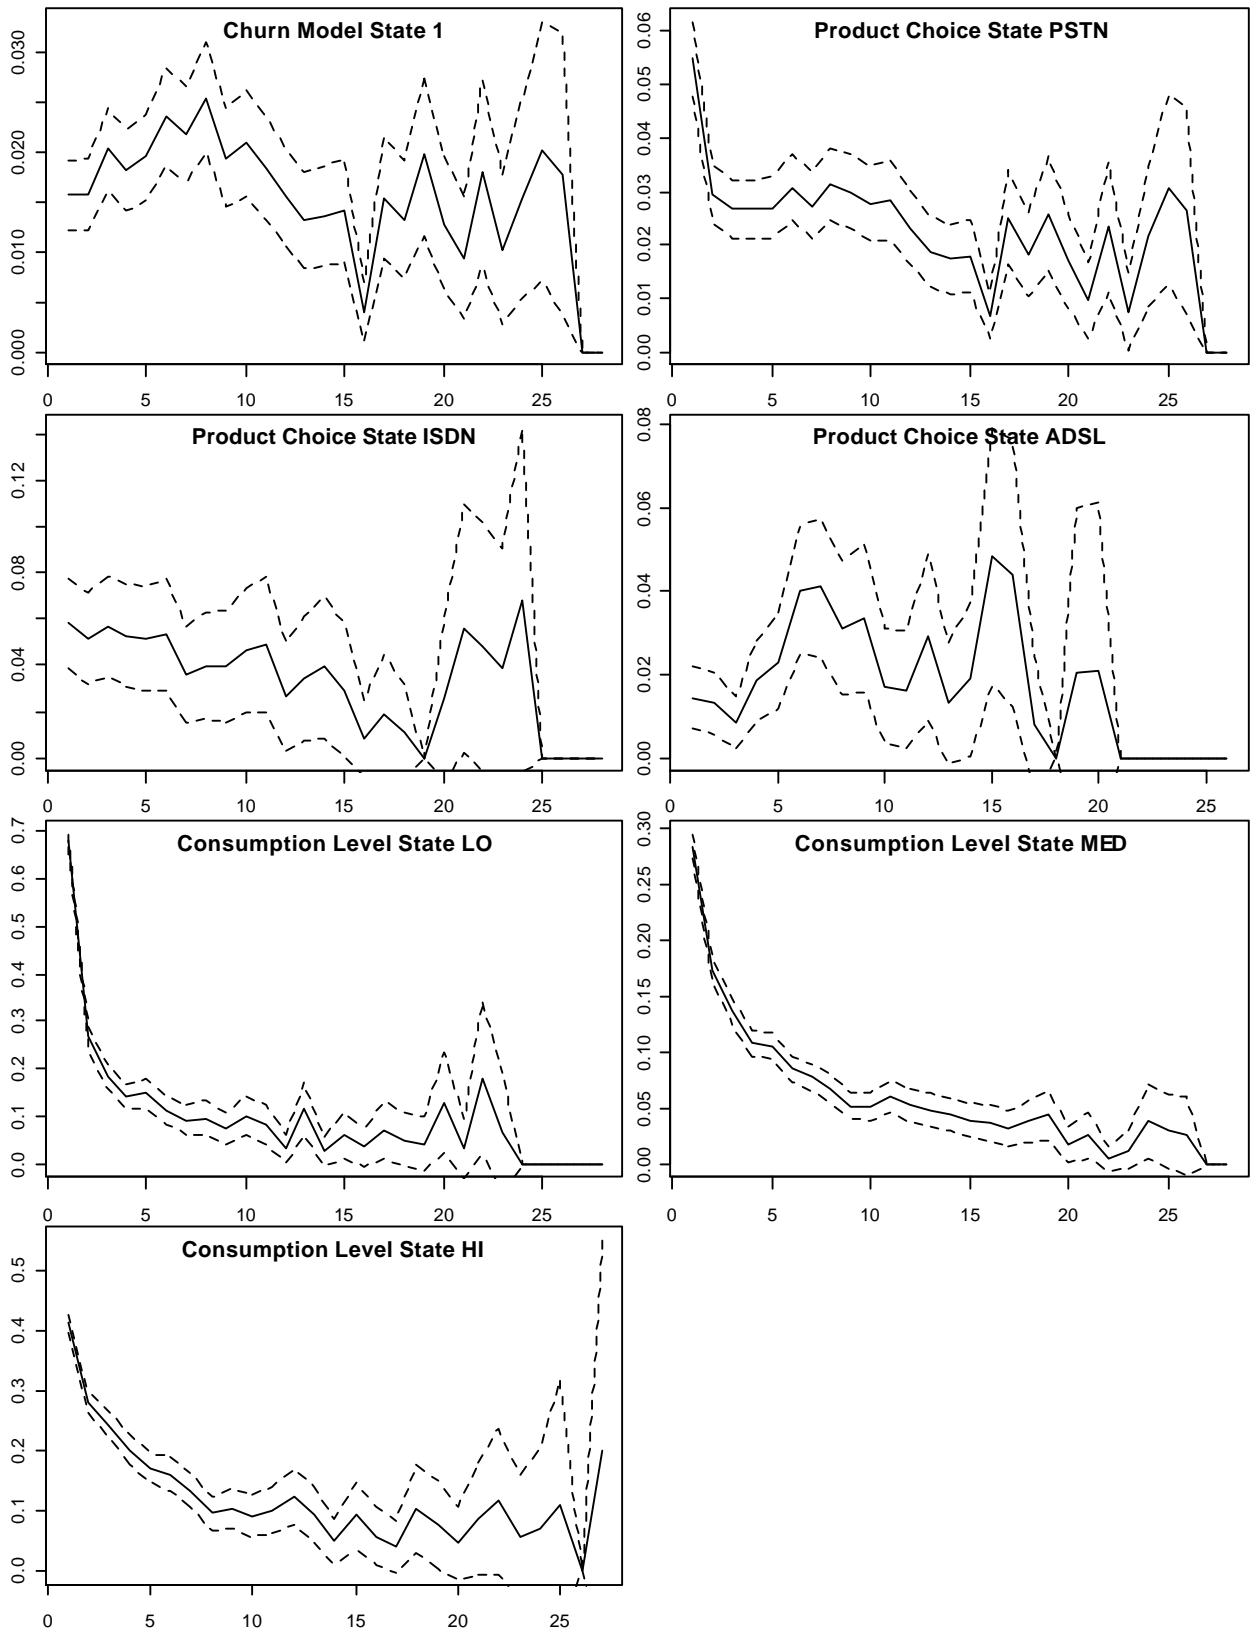 Churn Model State 1
0.030
0.020
0.010
0.000
0 5 10 15 20 25
Product Choice State PSTN
0.06
0.05
0.04
0.03
0.02
0.01
0.00
0 5 10 15 20 25
Product Choice State ISDN
0.12
0.08
0.04
0.00
0 5 10 15 20 25
Product Choice State ADSL
0.08
0.06
0.04
0.02
0.00
0 5 10 15 20 25
Consumption Level State LO
0.7
0.6
0.5
0.4
0.3
0.2
0.1
0.0
0 5 10 15 20 25
Consumption Level State MED
0.30
0.25
0.20
0.15
0.10
0.05
0.00
0 5 10 15 20 25
Consumption Level State HI
0.5
0.4
0.3
0.2
0.1
0.0
0 5 10 15 20 25